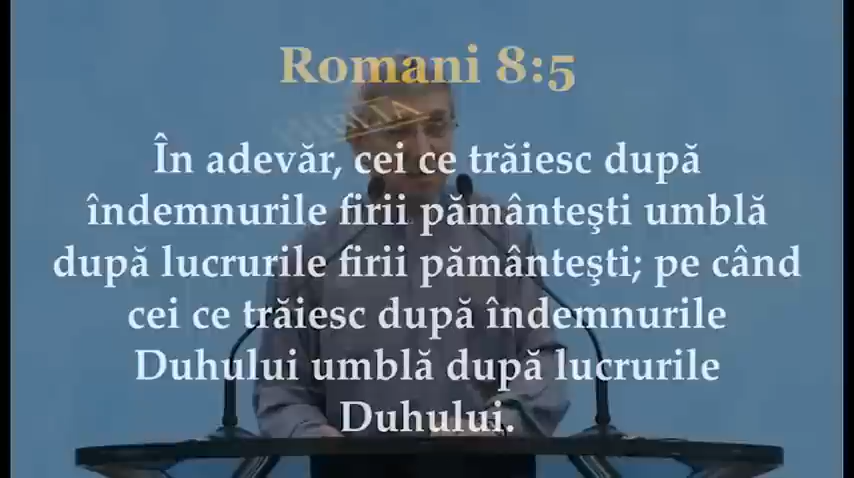 Romani 8:5
BIBLIA
În adevăr, cei ce trăiesc după
îndemnurile firii pământeşti umblă
după lucrurile firii pământeşti; pe când
cei ce trăiesc după îndemnurile
Duhului umblă după lucrurile
Duhului.